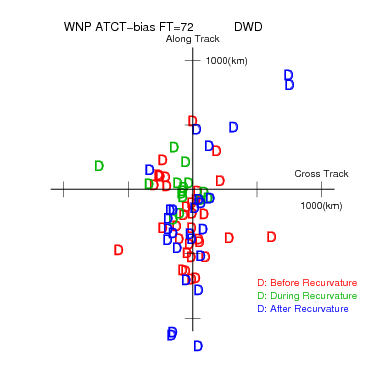 WNP ATCT-bias FT=72 DWD
Along Track
1000(km)
Cross Track
1000(km)
D: Before Recurvature
D: During Recurvature
D: After Recurvature